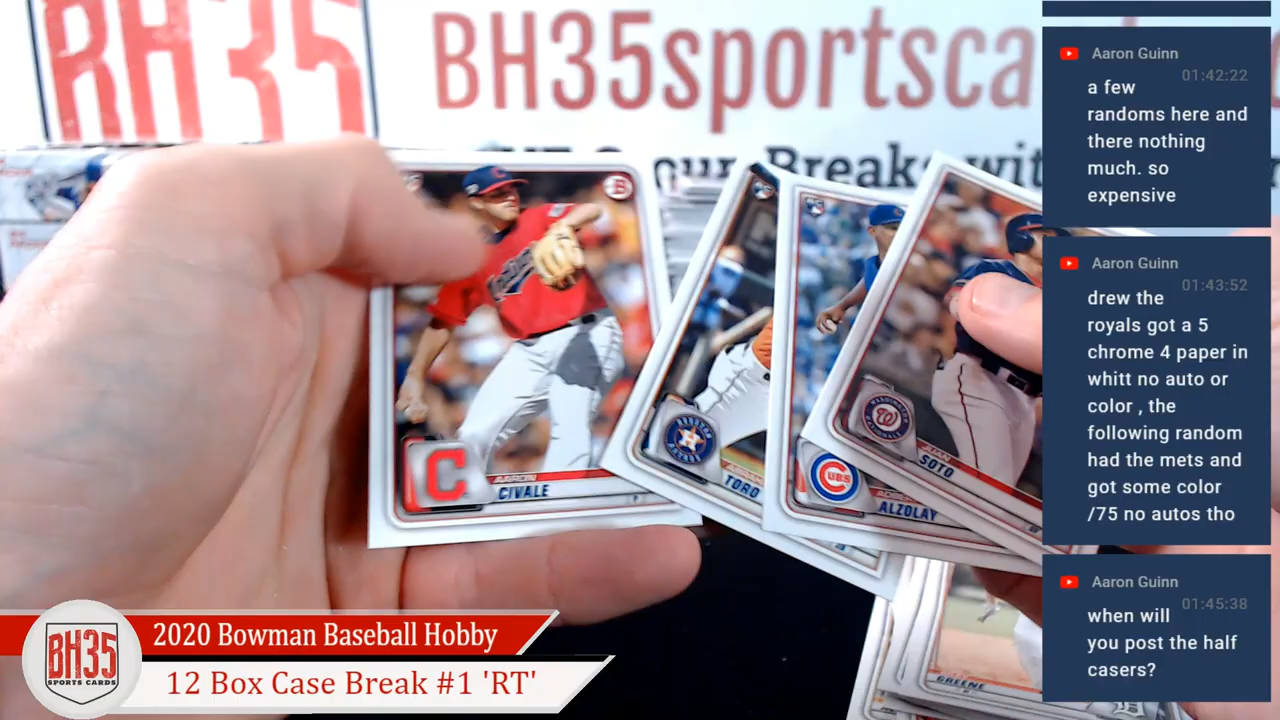 BH35
BH35sportsca
our Breaks with
B
C
AARON
CIVALE
TORO
CUBS
ALZOLAY
W
SOTO
GREENE
Aaron Guinn
01:42:22
a few
randoms here and
there nothing
much. so
expensive
Aaron Guinn
01:43:52
drew the
royals got a 5
chrome 4 paper in
whitt no auto or
color , the
following random
had the mets and
got some color
/75 no autos tho
Aaron Guinn
01:45:38
when will
you post the half
casers?
BH35
SPORTS CARDS
2020 Bowman Baseball Hobby
12 Box Case Break #1 'RT'